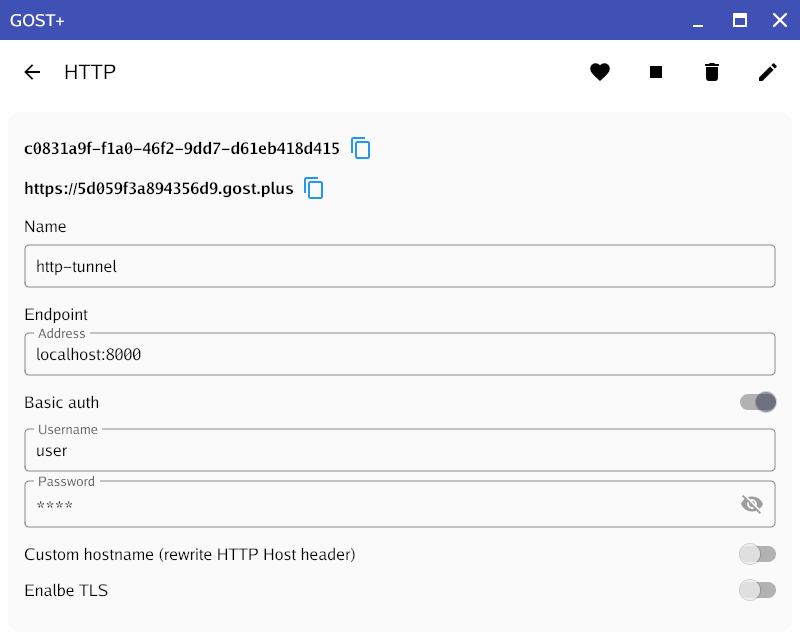 GOST+
HTTP
c0831a9f-f1a0-46f2-9dd7-d61eb418d415
https://5d059f3a894356d9.gost.plus
Name
http-tunnel
Endpoint
Address
localhost:8000
Basic auth
Username
user
Password
****
Custom hostname (rewrite HTTP Host header)
Enalbe TLS